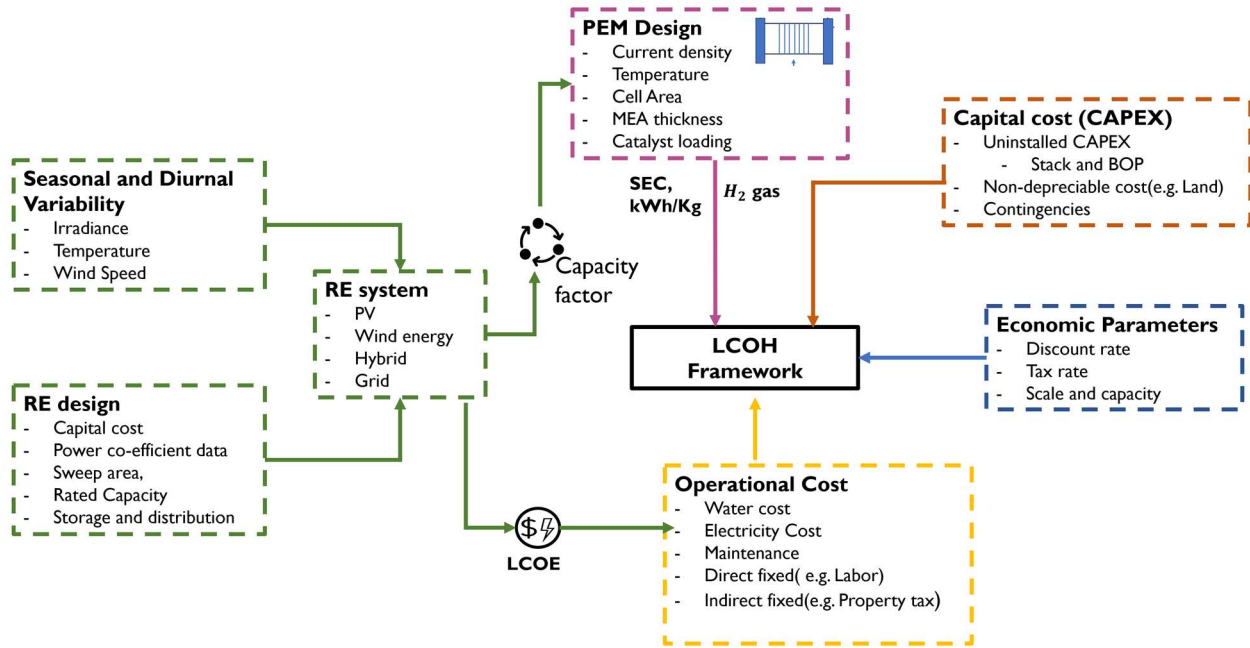 PEM Design
- Current density
- Temperature
- Cell Area
- MEA thickness
- Catalyst loading
Capital cost (CAPEX)
- Uninstalled CAPEX
- Stack and BOP
- Non-depreciable cost(e.g. Land)
- Contingencies
Seasonal and Diurnal
Variability
- Irradiance
- Temperature
- Wind Speed
SEC,
kWh/Kg
H₂ gas
Capacity
factor
RE system
- PV
- Wind energy
- Hybrid
- Grid
LCOH
Framework
Economic Parameters
- Discount rate
- Tax rate
- Scale and capacity
RE design
- Capital cost
- Power co-efficient data
- Sweep area,
- Rated Capacity
- Storage and distribution
$
LCOE
Operational Cost
- Water cost
- Electricity Cost
- Maintenance
- Direct fixed( e.g. Labor)
- Indirect fixed(e.g. Property tax)